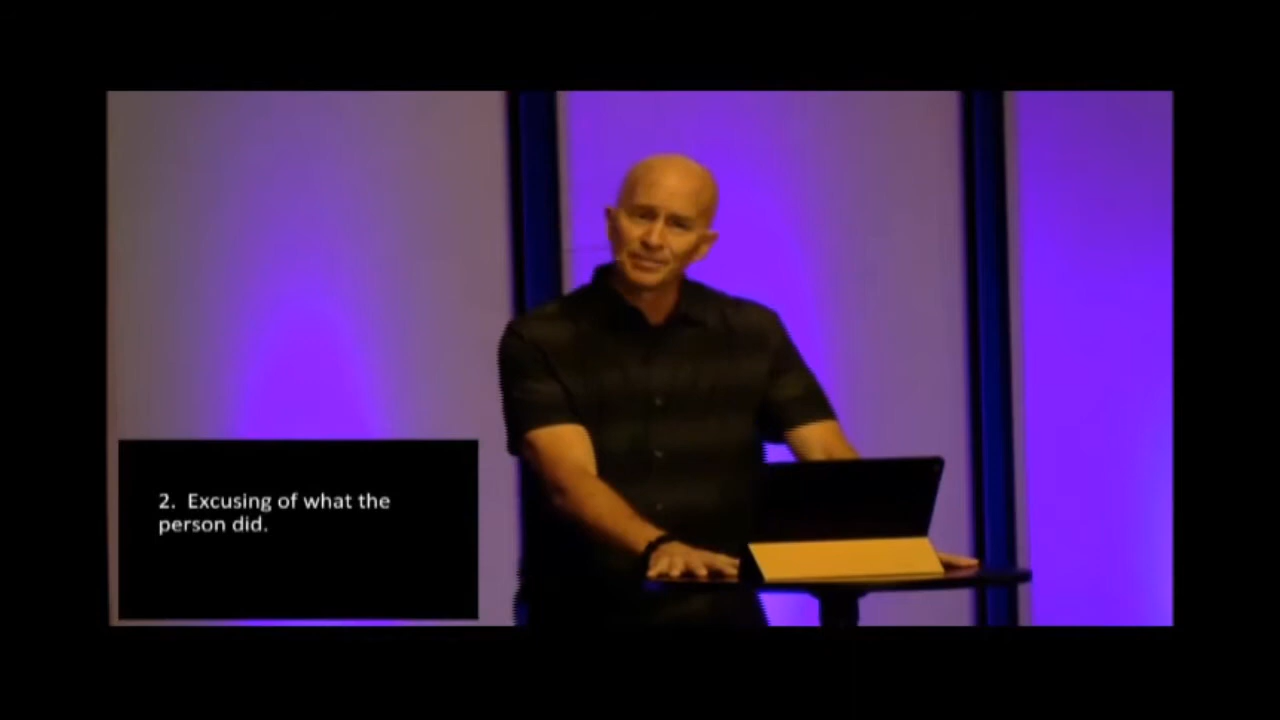 2. Excusing of what the
person did.